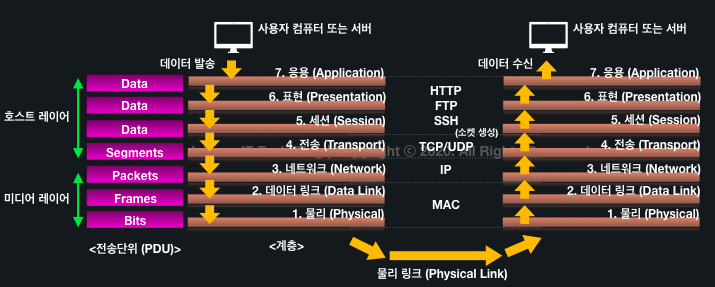 사용자 컴퓨터 또는 서버
사용자 컴퓨터 또는 서버
데이터 발송
데이터 수신
호스트 레이어
미디어 레이어
Data
Data
Data
Segments
Packets
Frames
Bits
<전송단위 (PDU)>
7. 응용 (Application)
6. 표현 (Presentation)
5. 세션 (Session)
4. 전송 (Transport)
3. 네트워크 (Network)
2. 데이터 링크 (Data Link)
1. 물리 (Physical)
<계층>
HTTP
FTP
SSH
(소켓 생성)
TCP/UDP
IP
MAC
7. 응용 (Application)
6. 표현 (Presentation)
5. 세션 (Session)
4. 전송 (Transport)
3. 네트워크 (Network)
2. 데이터 링크 (Data Link)
1. 물리 (Physical)
물리 링크 (Physical Link)